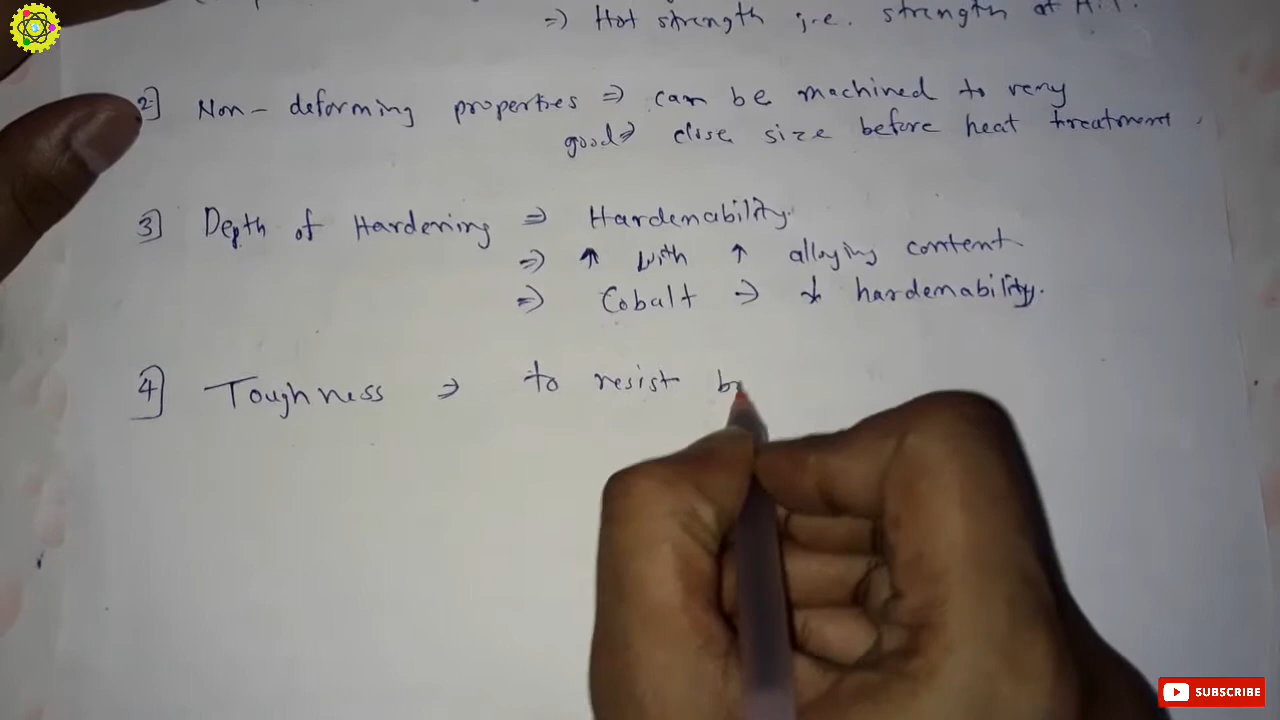 =) Hot strength i.e. strength at H.T.
2] Non-deforming properties => can be machined to very
good => close size before heat treatment.
3] Depth of Hardening => Hardenability.
=> ↑ with ↑ alloying content
=> Cobalt → ↓ hardenability.
4] Toughness => to resist b
SUBSCRIBE